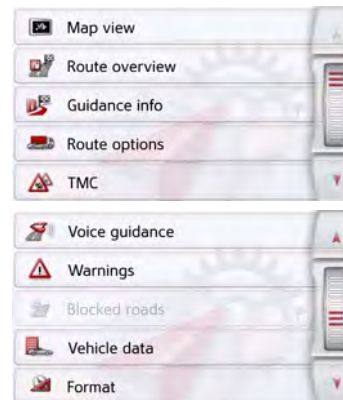 Map view
Route overview
Guidance info
Route options
TMC
Voice guidance
Warnings
Blocked roads
Vehicle data
Format